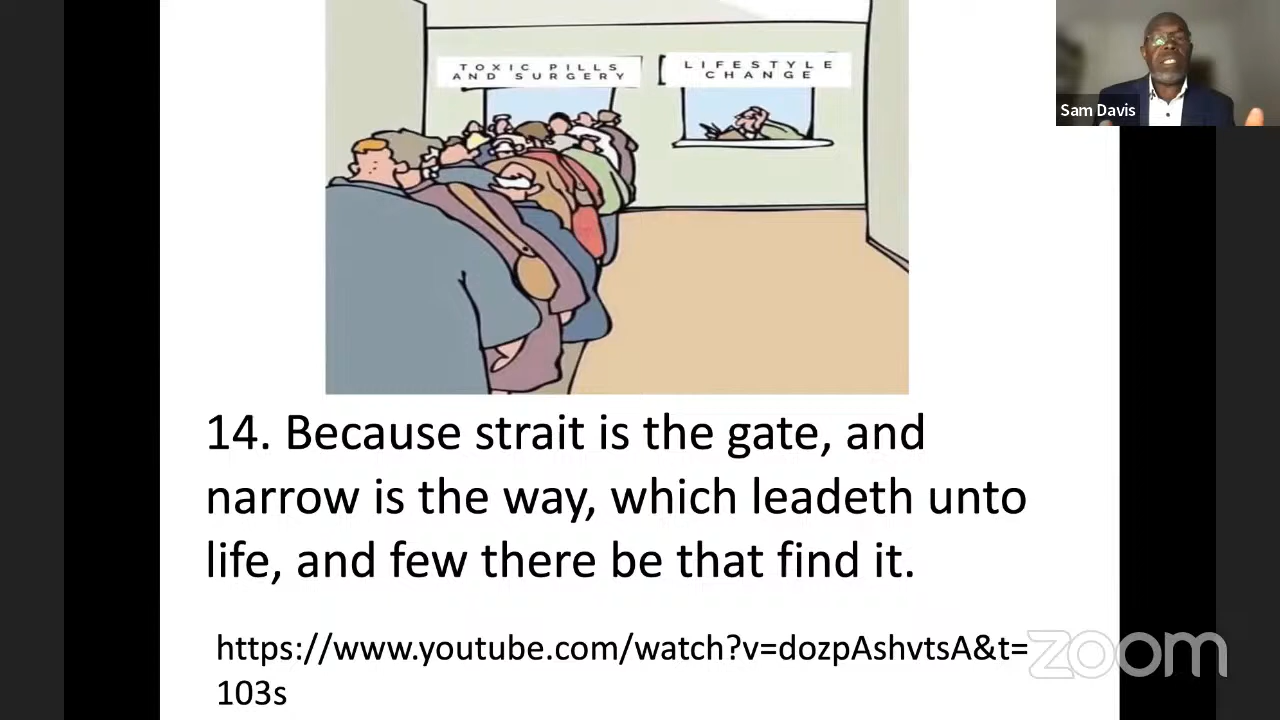 TOXIC PILLS
AND SURGERY
LIFESTYLE
CHANGE
Sam Davis
14. Because strait is the gate, and
narrow is the way, which leadeth unto
life, and few there be that find it.
https://www.youtube.com/watch?v=dozpAshvtsA&t=
103s
zoom